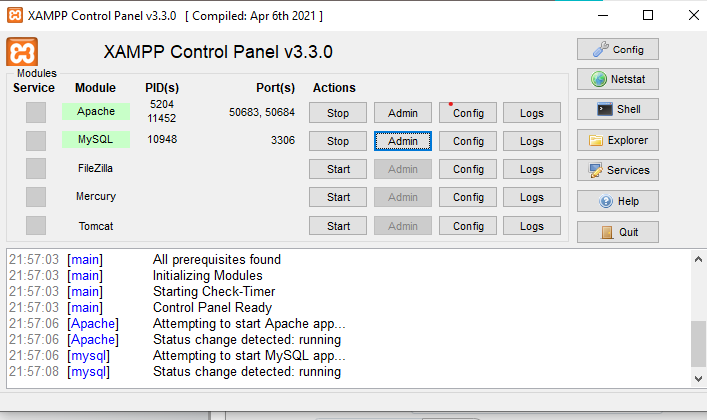 XAMPP Control Panel v3.3.0 [ Compiled: Apr 6th 2021 ]
XAMPP Control Panel v3.3.0
Config
Modules
Service Module PID(s) Port(s) Actions
Netstat
Apache 5204 11452 50683, 50684 Stop Admin Config Logs
Shell
MySQL 10948 3306 Stop Admin Config Logs
Explorer
FileZilla Start Admin Config Logs
Services
Mercury Start Admin Config Logs
Help
Tomcat Start Admin Config Logs
Quit
21:57:03 [main] All prerequisites found
21:57:03 [main] Initializing Modules
21:57:03 [main] Starting Check-Timer
21:57:03 [main] Control Panel Ready
21:57:06 [Apache] Attempting to start Apache app...
21:57:06 [Apache] Status change detected: running
21:57:06 [mysql] Attempting to start MySQL app...
21:57:08 [mysql] Status change detected: running